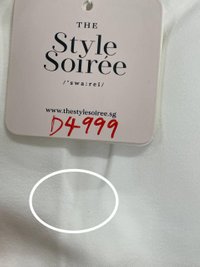 THE
Style
Soirée
/'swa:rei/
www.thestylesoiree.sg
D4999